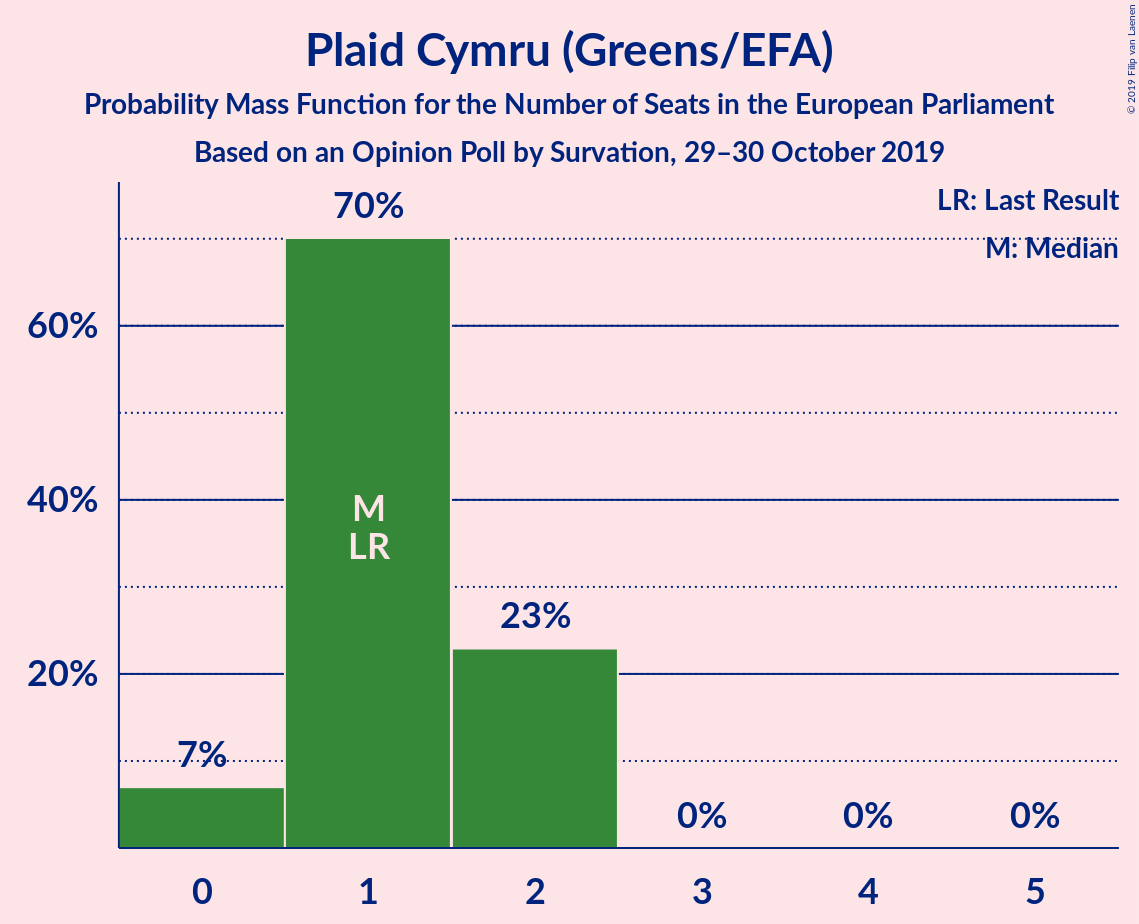 Plaid Cymru (Greens/EFA)
Probability Mass Function for the Number of Seats in the European Parliament
Based on an Opinion Poll by Survation, 29–30 October 2019
© 2019 Filip van Laenen
LR: Last Result
M: Median
70%
60%
40%
M
LR
23%
20%
7%
0%
0%
0%
0
1
2
3
4
5